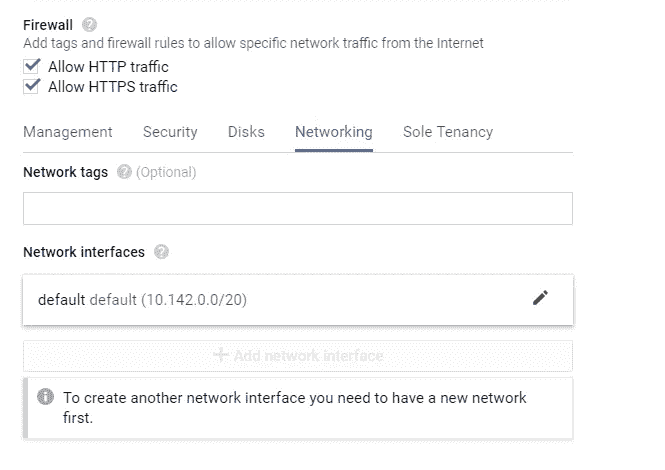 Firewall
Add tags and firewall rules to allow specific network traffic from the Internet
Allow HTTP traffic
Allow HTTPS traffic
Management Security Disks Networking Sole Tenancy
Network tags ? (Optional)
Network interfaces ?
default default (10.142.0.0/20)
+ Add network interface
To create another network interface you need to have a new network
first.